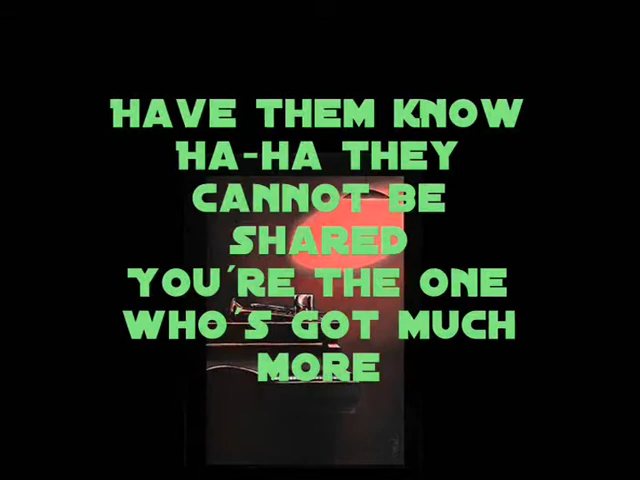 HAVE THEM KNOW
HA-HA THEY
CANNOT BE
SHARED
YOU'RE THE ONE
WHO S GOT MUCH
MORE